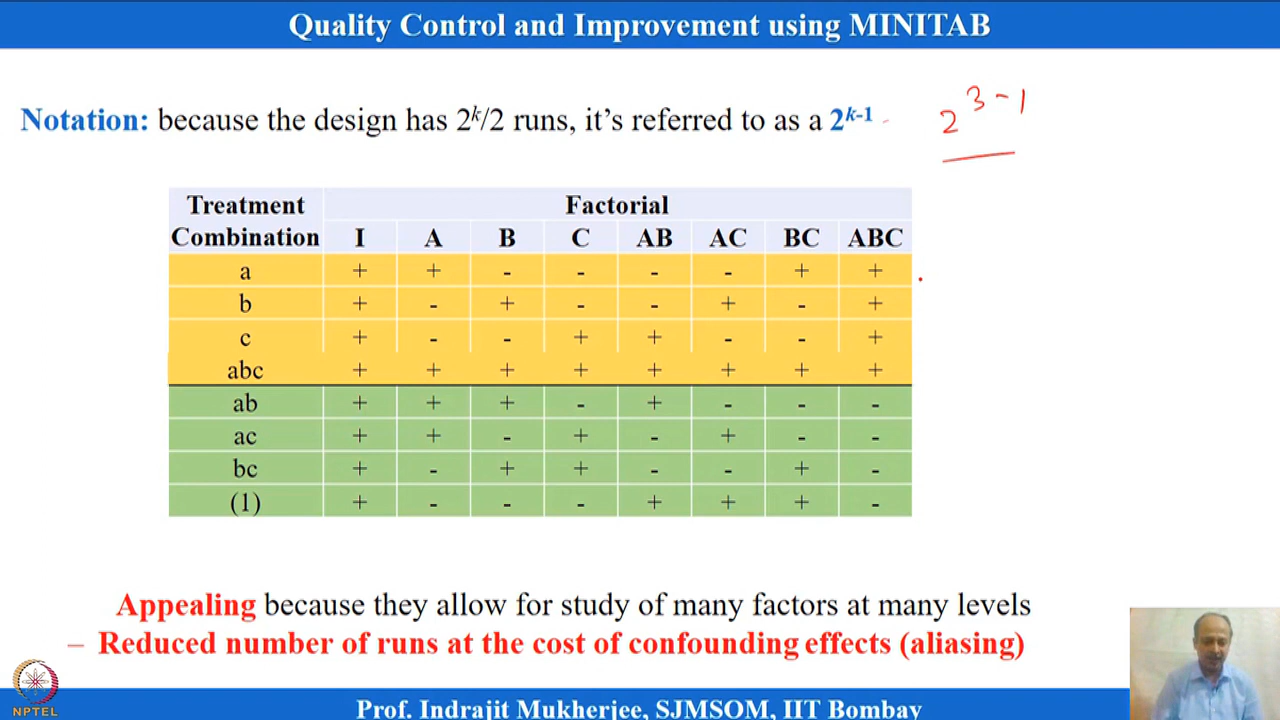 Quality Control and Improvement using MINITAB
Notation: because the design has 2^k/2 runs, it's referred to as a 2^k-1
2^3-1
Treatment Combination Factorial
I A B C AB AC BC ABC
a + + - - - - + +
b + - + - - + - +
c + - - + + - - +
abc + + + + + + + +
ab + + + - + - - -
ac + + - + - + - -
bc + - + + - - + -
(1) + - - - + + + -
Appealing because they allow for study of many factors at many levels
– Reduced number of runs at the cost of confounding effects (aliasing)
NPTEL
Prof. Indrajit Mukherjee, SJMSOM, IIT Bombay